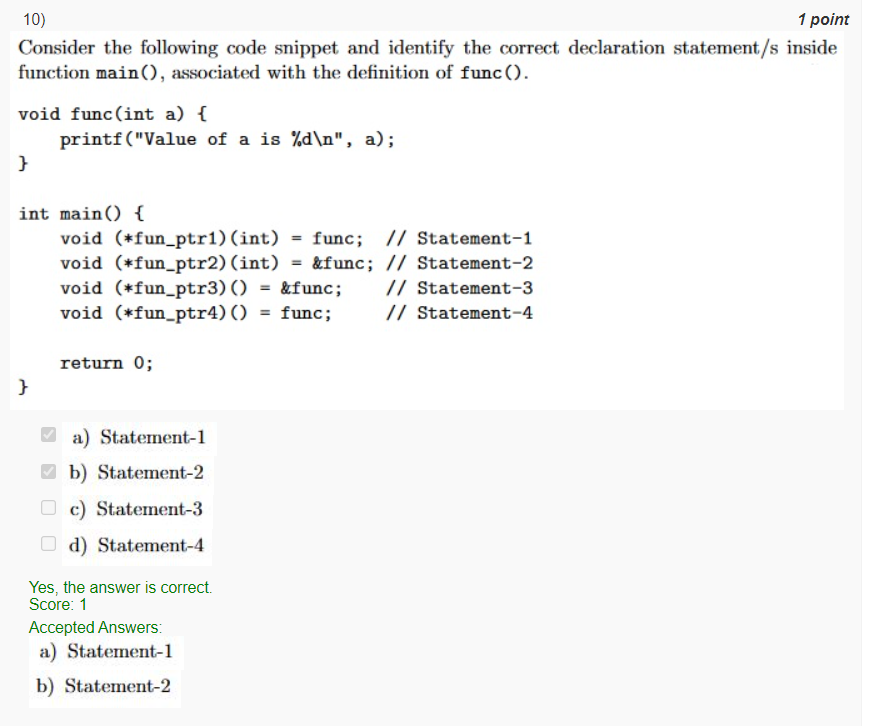 10)
1 point
Consider the following code snippet and identify the correct declaration statement/s inside
function main(), associated with the definition of func().
void func(int a) {
    printf("Value of a is %d\n", a);
}
int main() {
    void (*fun_ptr1)(int) = func;  // Statement-1
    void (*fun_ptr2)(int) = &func; // Statement-2
    void (*fun_ptr3)() = &func;    // Statement-3
    void (*fun_ptr4)() = func;     // Statement-4
    return 0;
}
a) Statement-1
b) Statement-2
c) Statement-3
d) Statement-4
Yes, the answer is correct.
Score: 1
Accepted Answers:
a) Statement-1
b) Statement-2